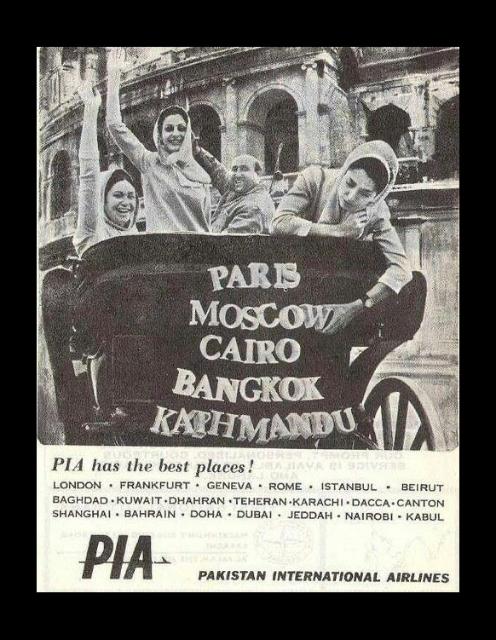 PARIS
MOSCOW
CAIRO
BANGKOK
KATHMANDU
PIA has the best places!
LONDON • FRANKFURT • GENEVA • ROME • ISTANBUL • BEIRUT
BAGHDAD • KUWAIT • DHAHRAN • TEHERAN • KARACHI • DACCA • CANTON
SHANGHAI • BAHRAIN • DOHA • DUBAI • JEDDAH • NAIROBI • KABUL
PIA
PAKISTAN INTERNATIONAL AIRLINES